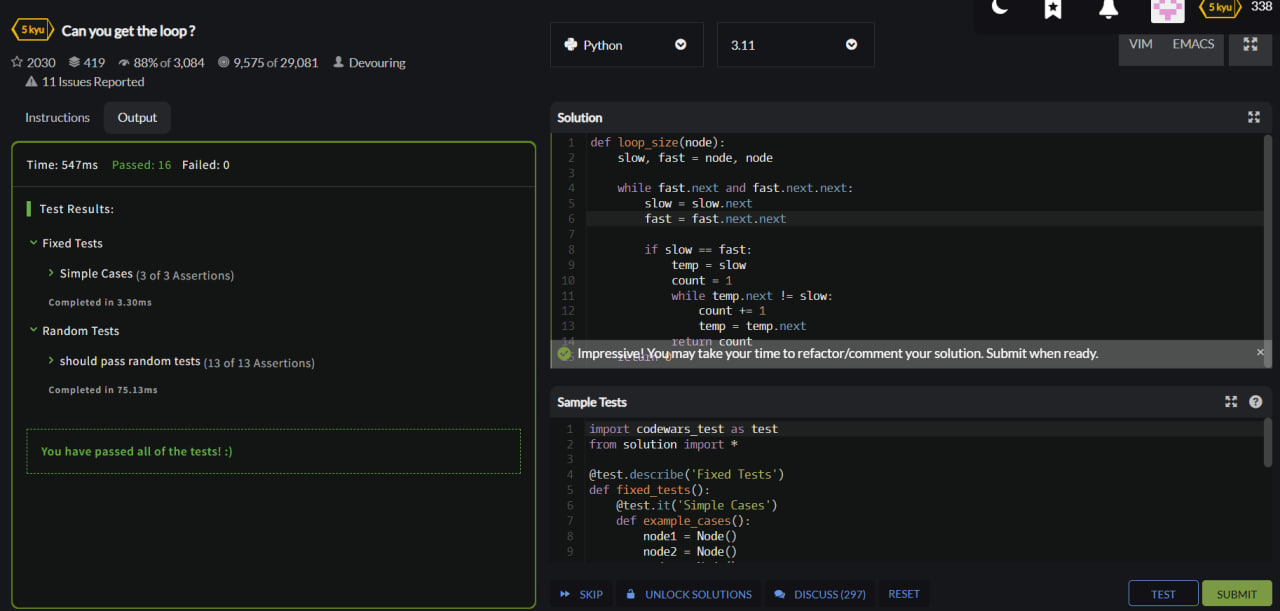 5 kyu Can you get the loop ?
2030 419 88% of 3,084 9,575 of 29,081 Devouring
11 Issues Reported
Instructions Output
Time: 547ms Passed: 16 Failed: 0
Test Results:
Fixed Tests
Simple Cases (3 of 3 Assertions)
Completed in 3.30ms
Random Tests
should pass random tests (13 of 13 Assertions)
Completed in 75.13ms
You have passed all of the tests! :)
Python 3.11
5 kyu 338
VIM EMACS
Solution
1 def loop_size(node):
2 slow, fast = node, node
3
4 while fast.next and fast.next.next:
5 slow = slow.next
6 fast = fast.next.next
7
8 if slow == fast:
9 temp = slow
10 count = 1
11 while temp.next != slow:
12 count += 1
13 temp = temp.next
14 return count
return 0
Impressive! You may take your time to refactor/comment your solution. Submit when ready. ×
Sample Tests
1 import codewars_test as test
2 from solution import *
3
4 @test.describe('Fixed Tests')
5 def fixed_tests():
6 @test.it('Simple Cases')
7 def example_cases():
8 node1 = Node()
9 node2 = Node()
SKIP UNLOCK SOLUTIONS DISCUSS (297) RESET TEST SUBMIT